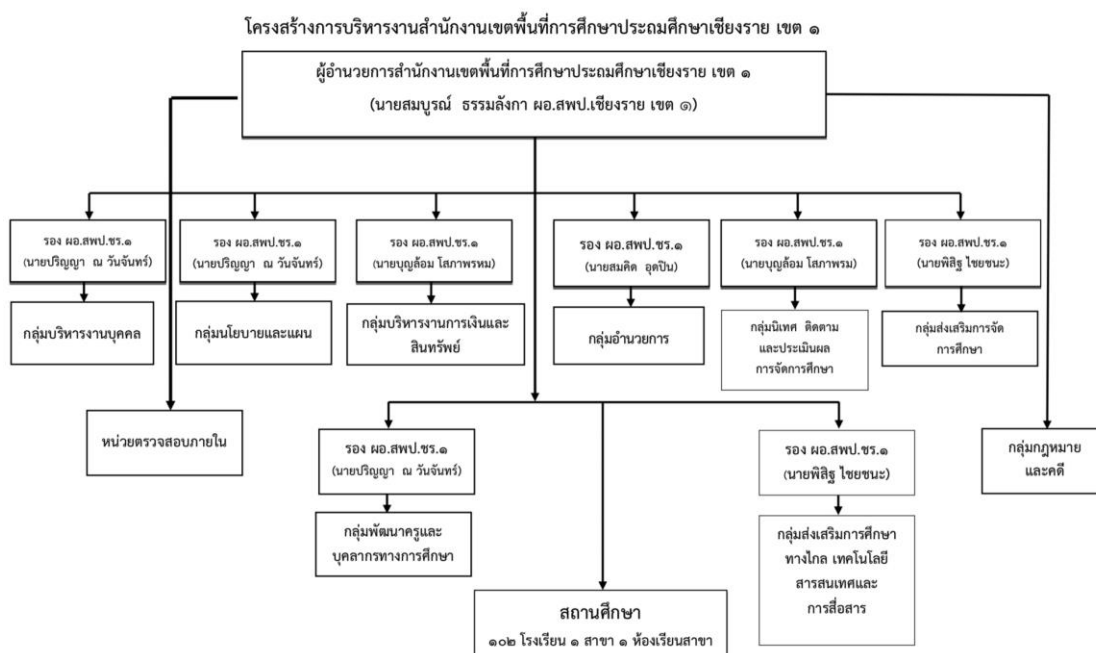 โครงสร้างการบริหารงานสำนักงานเขตพื้นที่การศึกษาประถมศึกษาเชียงราย เขต ๑
ผู้อำนวยการสำนักงานเขตพื้นที่การศึกษาประถมศึกษาเชียงราย เขต ๑
(นายสมบูรณ์ ธรรมลังกา ผอ.สพป.เชียงราย เขต ๑)
รอง ผอ.สพป.ชร.๑
(นายปริญญา ณ วันจันทร์)
กลุ่มบริหารงานบุคคล
รอง ผอ.สพป.ชร.๑
(นายปริญญา ณ วันจันทร์)
กลุ่มนโยบายและแผน
รอง ผอ.สพป.ชร.๑
(นายบุญล้อม โสภาพรหม)
กลุ่มบริหารงานการเงินและ
สินทรัพย์
รอง ผอ.สพป.ชร.๑
(นายสมคิด อุดปิน)
กลุ่มอำนวยการ
รอง ผอ.สพป.ชร.๑
(นายบุญล้อม โสภาพรม)
กลุ่มนิเทศ ติดตาม
และประเมินผล
การจัดการศึกษา
รอง ผอ.สพป.ชร.๑
(นายพิสิฐ ไชยชนะ)
กลุ่มส่งเสริมการจัด
การศึกษา
หน่วยตรวจสอบภายใน
รอง ผอ.สพป.ชร.๑
(นายปริญญา ณ วันจันทร์)
กลุ่มพัฒนาครูและ
บุคลากรทางการศึกษา
สถานศึกษา
๑๐๒ โรงเรียน ๑ สาขา ๑ ห้องเรียนสาขา
รอง ผอ.สพป.ชร.๑
(นายพิสิฐ ไชยชนะ)
กลุ่มส่งเสริมการศึกษา
ทางไกล เทคโนโลยี
สารสนเทศและ
การสื่อสาร
กลุ่มกฎหมาย
และคดี